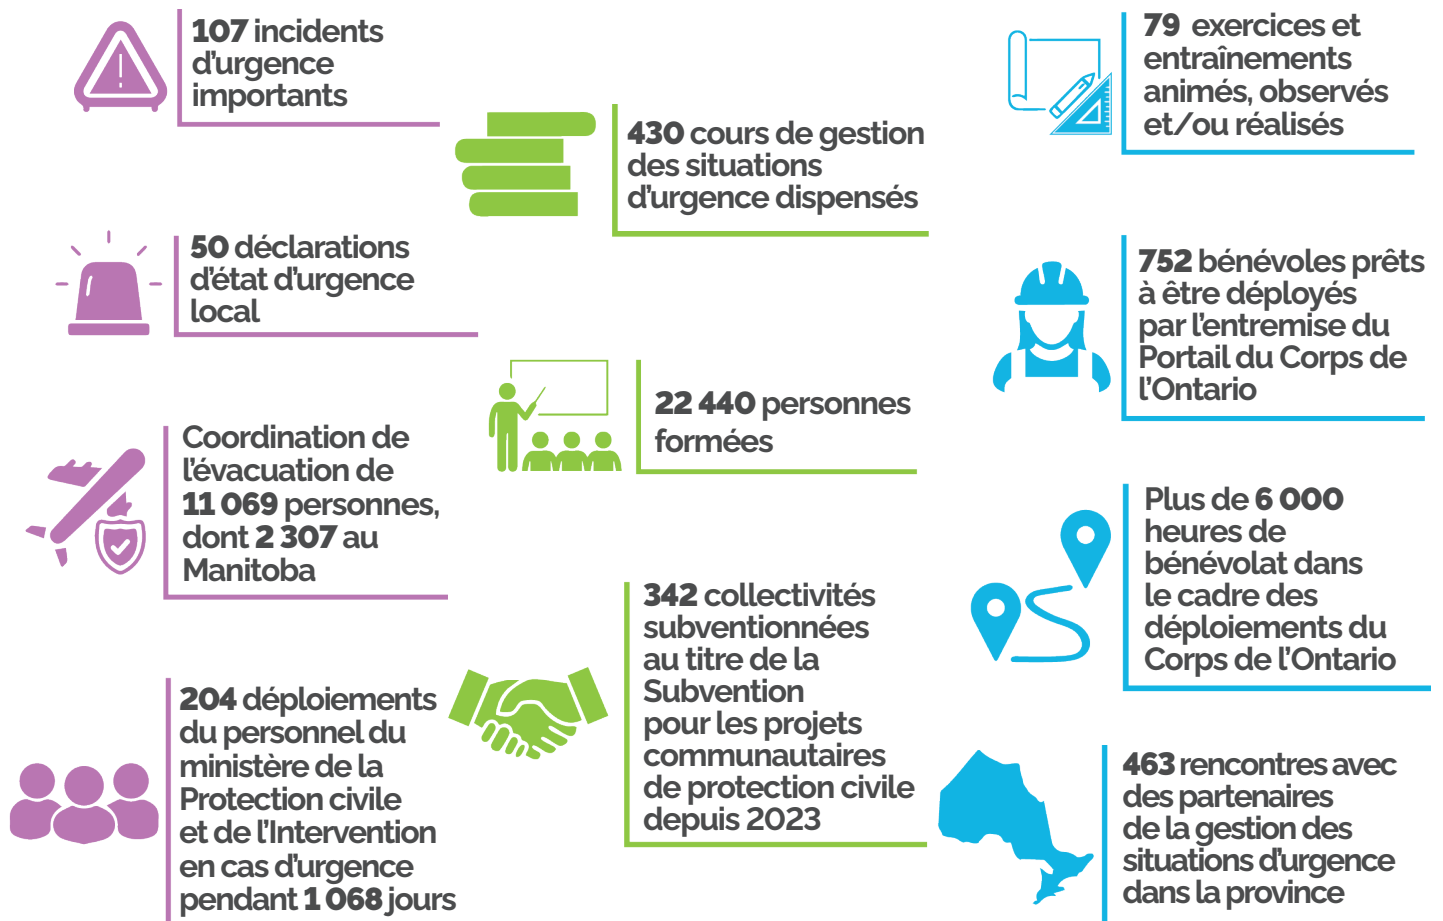 107 incidents
d'urgence
importants
50 déclarations
d'état d'urgence
local
Coordination de
l'évacuation de
11 069 personnes,
dont 2 307 au
Manitoba
204 déploiements
du personnel du
ministère de la
Protection civile
et de l'Intervention
en cas d'urgence
pendant 1 068 jours
430 cours de gestion
des situations
d'urgence dispensés
22 440 personnes
formées
342 collectivités
subventionnées
au titre de la
Subvention
pour les projets
communautaires
de protection civile
depuis 2023
79 exercices et
entraînements
animés, observés
et/ou réalisés
752 bénévoles prêts
à être déployés
par l'entremise du
Portail du Corps de
l'Ontario
Plus de 6 000
heures de
bénévolat dans
le cadre des
déploiements du
Corps de l'Ontario
463 rencontres avec
des partenaires
de la gestion des
situations d'urgence
dans la province